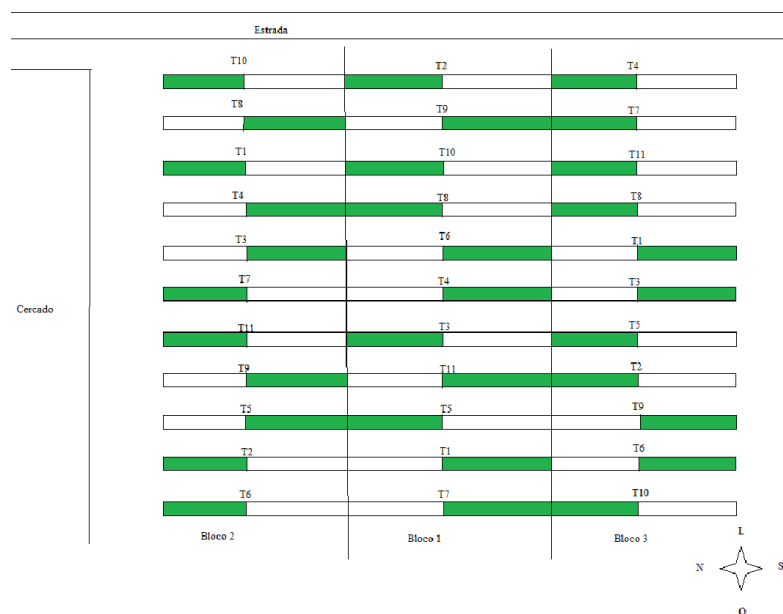 Estrada
T10 T2 T4
T8 T9 T7
T1 T10 T11
T4 T8 T8
T3 T6 T1
T7 T4 T3
Cercado
T11 T3 T5
T9 T11 T2
T5 T5 T9
T2 T1 T6
T6 T7 T10
Bloco 2 Bloco 1 Bloco 3
L
N S
O